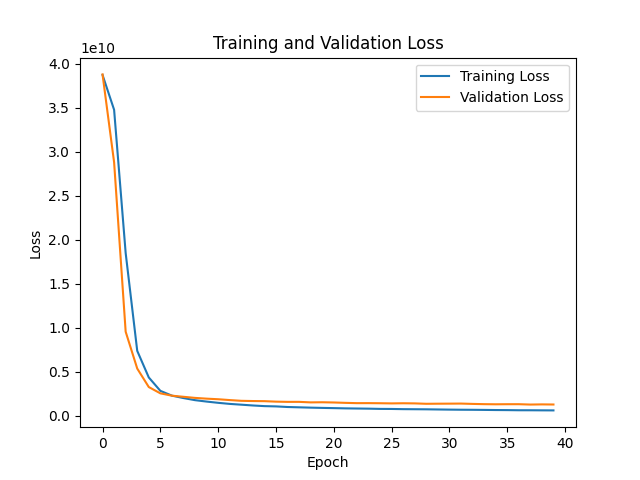 Training and Validation Loss
1e10
Training Loss
Validation Loss
4.0
3.5
3.0
2.5
2.0
1.5
1.0
0.5
0.0
Loss
0 5 10 15 20 25 30 35 40
Epoch